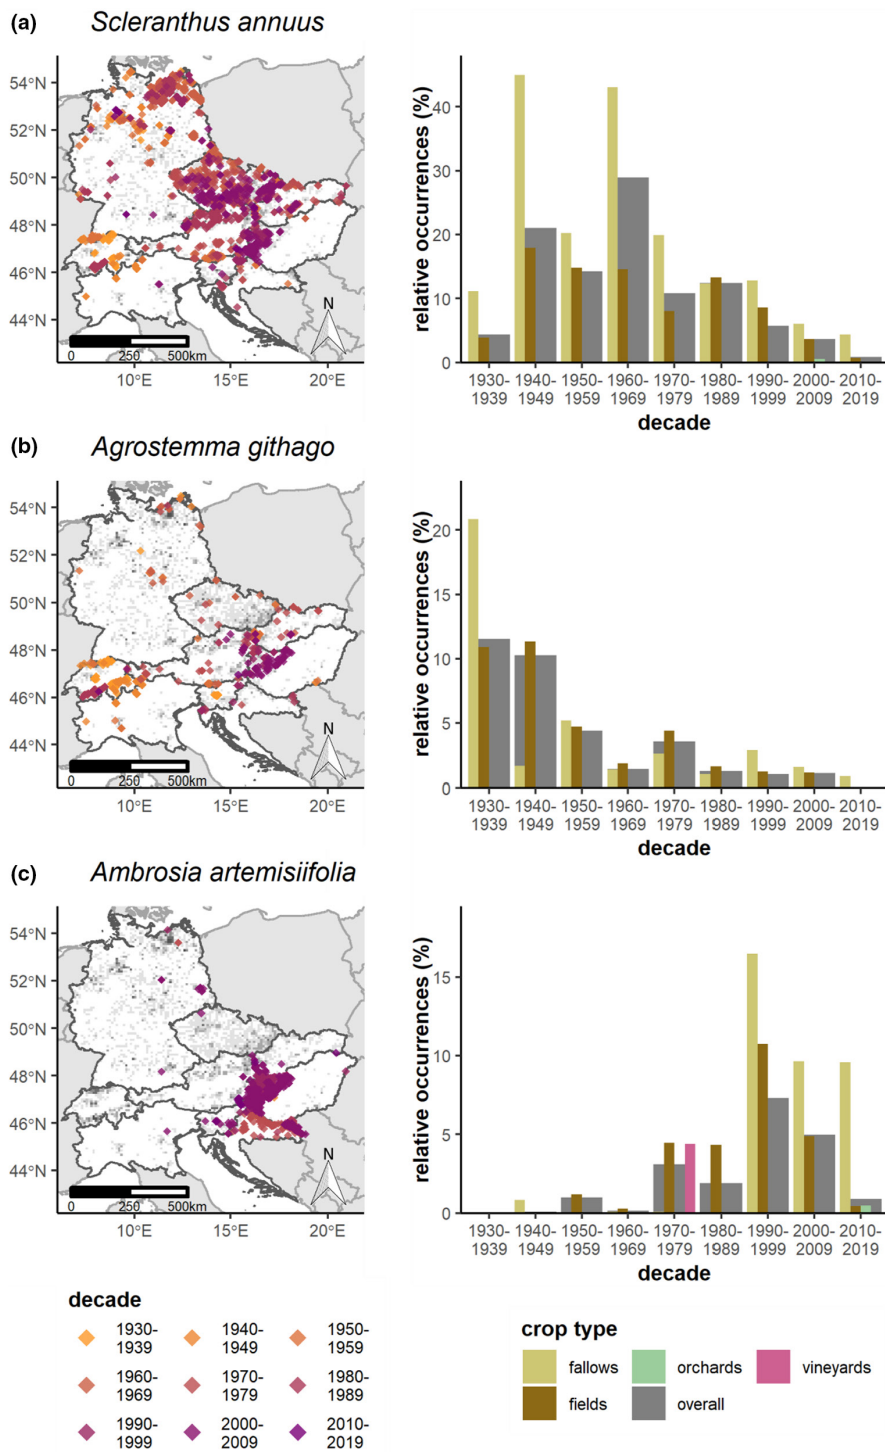 (a)
Scleranthus annuus
54°N
52°N
50°N
48°N
46°N
44°N
N
0 250 500km
10°E 15°E 20°E
relative occurrences (%)
40
30
20
10
0
1930-
1939
1940-
1949
1950-
1959
1960-
1969
1970-
1979
1980-
1989
1990-
1999
2000-
2009
2010-
2019
decade
(b)
Agrostemma githago
54°N
52°N
50°N
48°N
46°N
44°N
N
0 250 500km
10°E 15°E 20°E
relative occurrences (%)
20
15
10
5
0
1930-
1939
1940-
1949
1950-
1959
1960-
1969
1970-
1979
1980-
1989
1990-
1999
2000-
2009
2010-
2019
decade
(c)
Ambrosia artemisiifolia
54°N
52°N
50°N
48°N
46°N
44°N
N
0 250 500km
10°E 15°E 20°E
relative occurrences (%)
15
10
5
0
1930-
1939
1940-
1949
1950-
1959
1960-
1969
1970-
1979
1980-
1989
1990-
1999
2000-
2009
2010-
2019
decade
decade
1930-
1939
1940-
1949
1950-
1959
1960-
1969
1970-
1979
1980-
1989
1990-
1999
2000-
2009
2010-
2019
crop type
fallows
orchards
vineyards
fields
overall